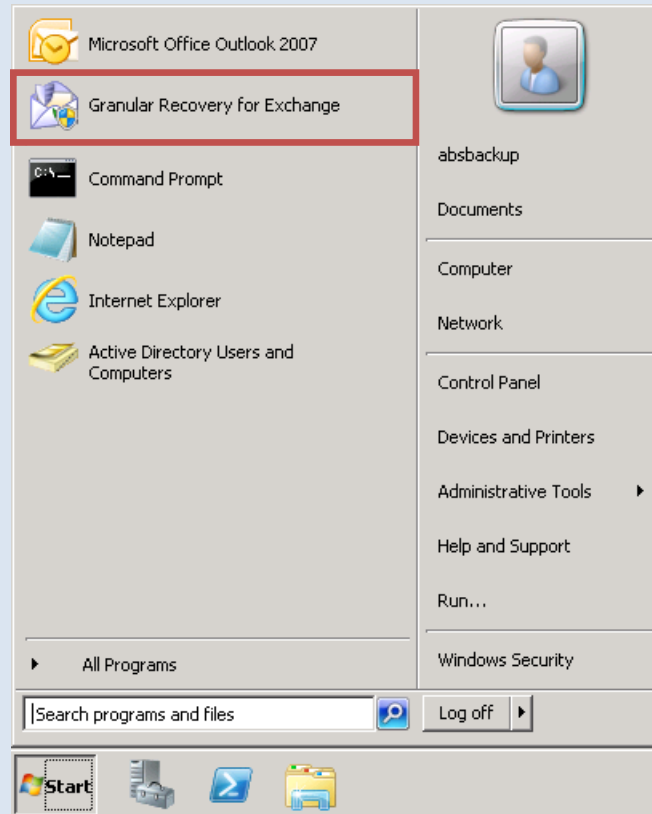 Microsoft Office Outlook 2007
Granular Recovery for Exchange
C:\
Command Prompt
Notepad
Internet Explorer
Active Directory Users and
Computers
All Programs
Search programs and files
absbackup
Documents
Computer
Network
Control Panel
Devices and Printers
Administrative Tools
Help and Support
Run...
Windows Security
Log off
Start